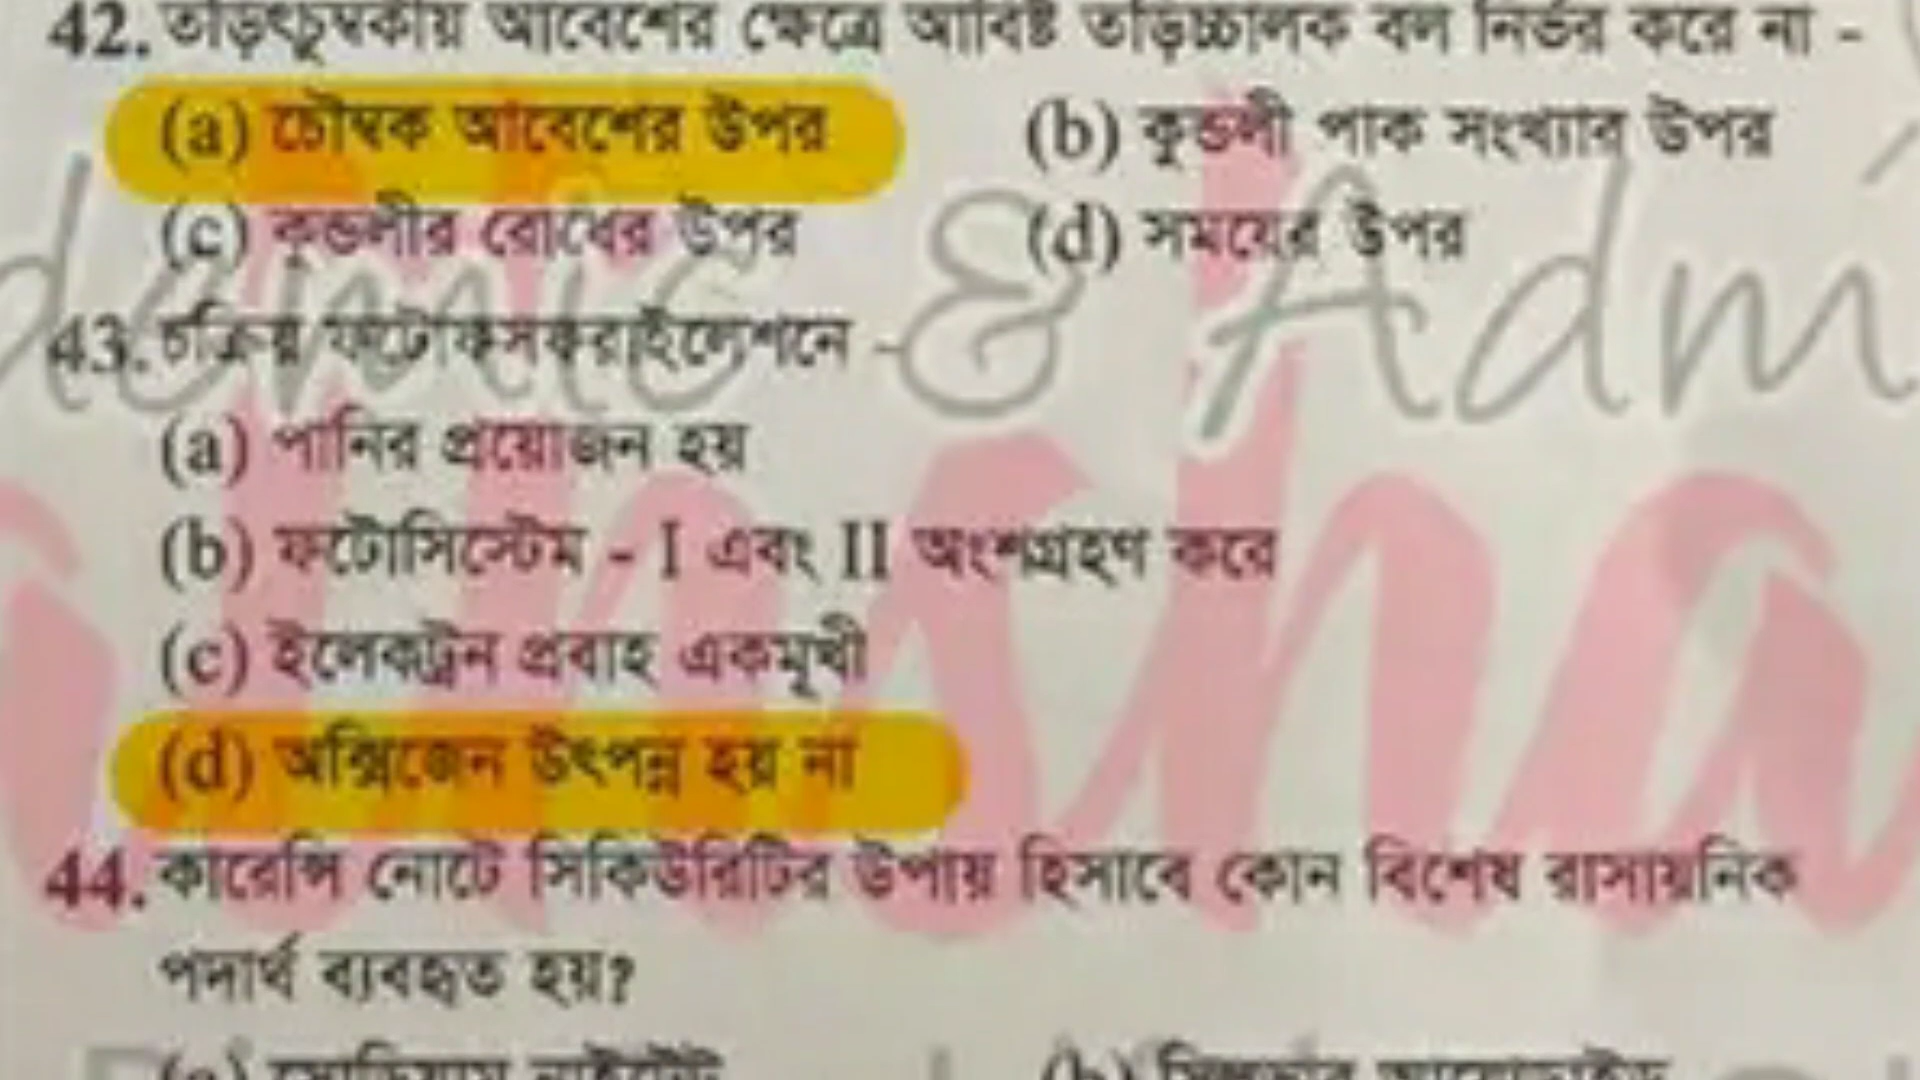 42. তড়িৎচুম্বকীয় আবেশের ক্ষেত্রে আবিষ্ট তড়িচ্চালক বল নির্ভর করে না -
(a) চৌম্বক আবেশের উপর (b) কুন্ডলী পাক সংখ্যার উপর
(c) কুন্ডলীর রোধের উপর (d) সময়ের উপর
43. চক্রিয় ফটোফসফরাইলেশনে -
(a) পানির প্রয়োজন হয়
(b) ফটোসিস্টেম - I এবং II অংশগ্রহণ করে
(c) ইলেকট্রন প্রবাহ একমূখী
(d) অক্সিজেন উৎপন্ন হয় না
44. কারেন্সি নোটে সিকিউরিটির উপায় হিসাবে কোন বিশেষ রাসায়নিক
পদার্থ ব্যবহৃত হয়?